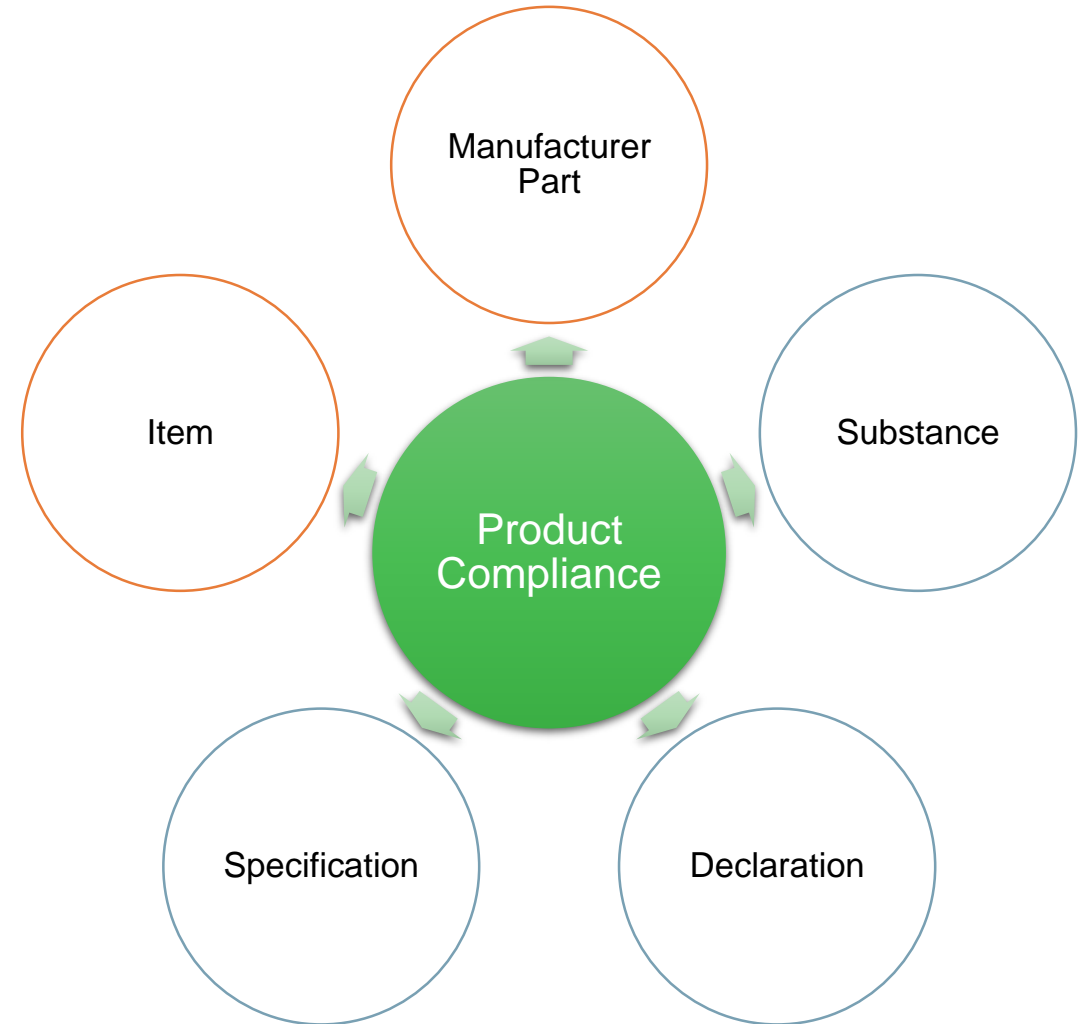 Manufacturer
Part
Item
Substance
Product
Compliance
Specification
Declaration